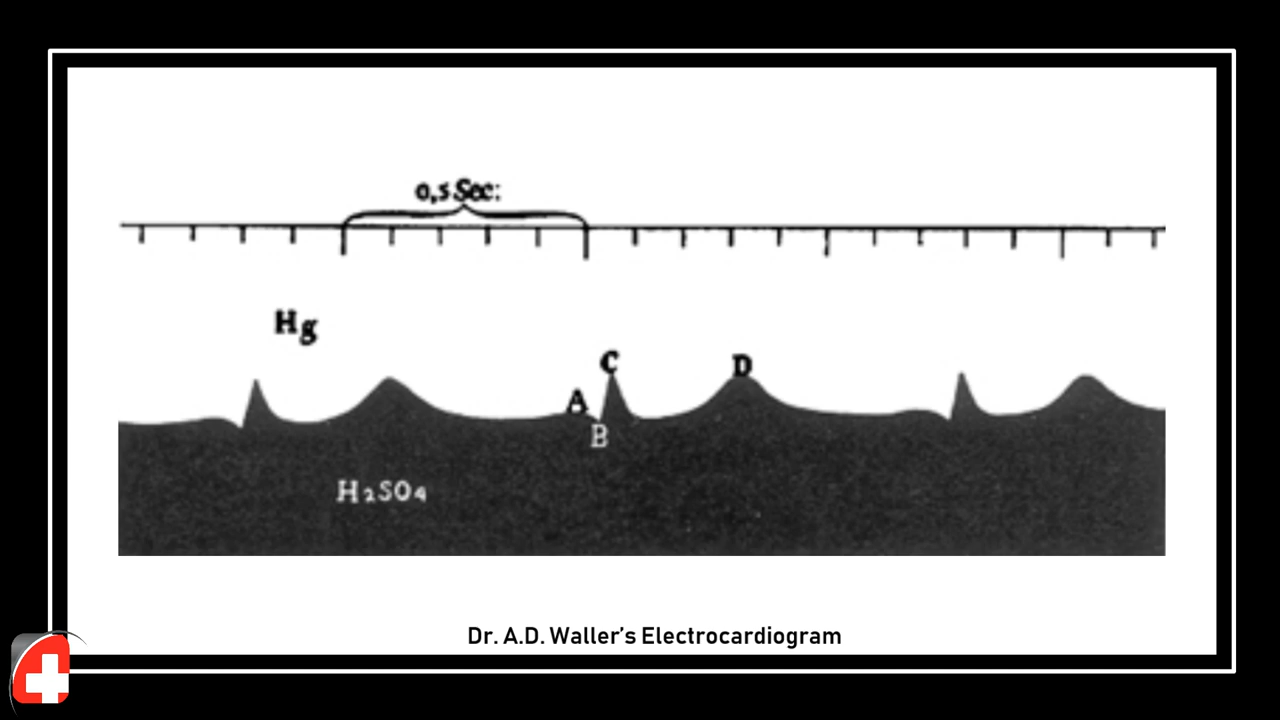 0,5 Sec:
Hg
C
D
A
B
H₂SO₄
Dr. A.D. Waller's Electrocardiogram